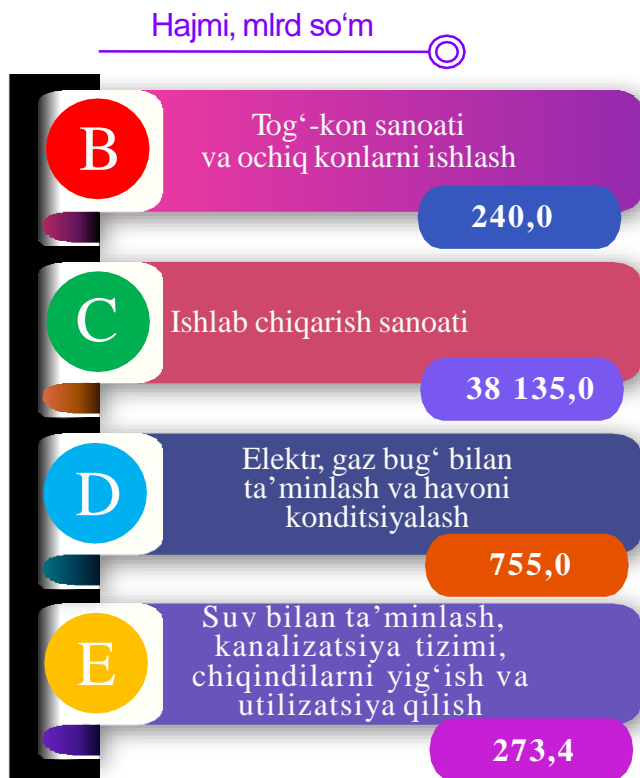 Hajmi, mlrd so‘m
B
Tog‘-kon sanoati
va ochiq konlarni ishlash
240,0
C
Ishlab chiqarish sanoati
38 135,0
D
Elektr, gaz bug‘ bilan
ta’minlash va havoni
konditsiyalash
755,0
E
Suv bilan ta’minlash,
kanalizatsiya tizimi,
chiqindilarni yig‘ish va
utilizatsiya qilish
273,4